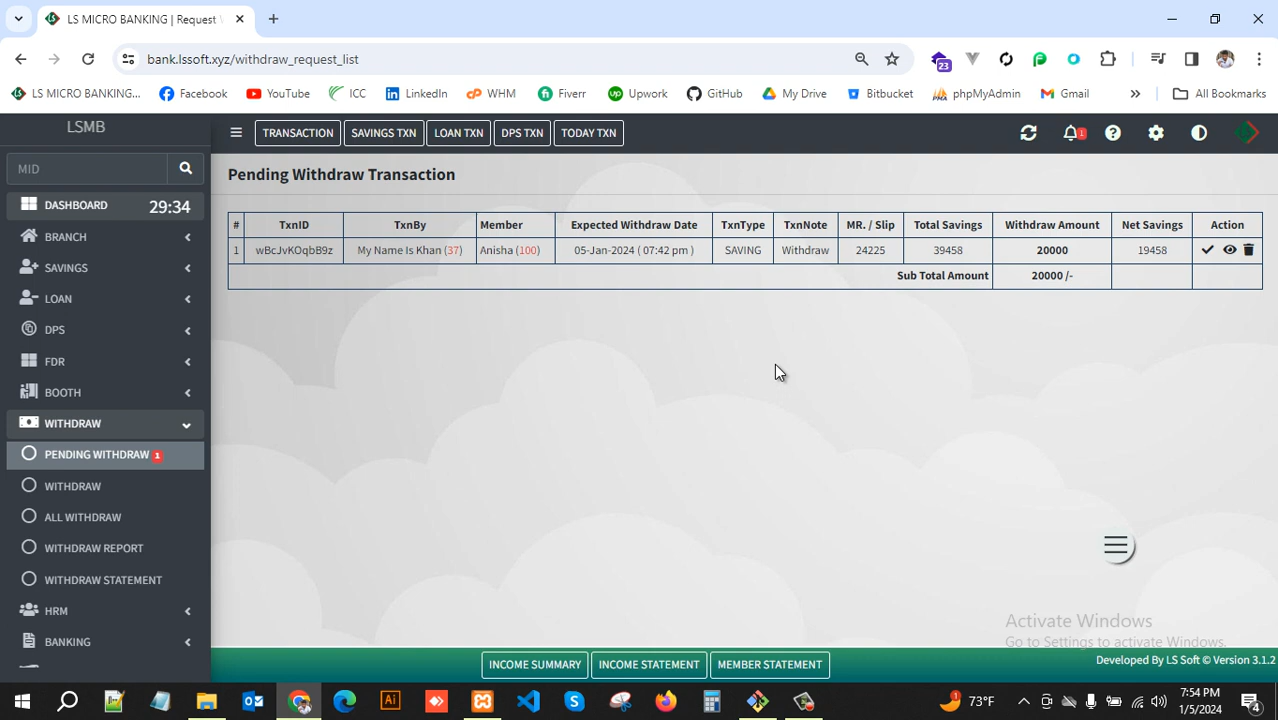 LS MICRO BANKING | Request
bank.lssoft.xyz/withdraw_request_list
23
LS MICRO BANKING... Facebook YouTube ICC LinkedIn WHM Fiverr Upwork GitHub My Drive Bitbucket phpMyAdmin Gmail » All Bookmarks
LSMB
TRANSACTION SAVINGS TXN LOAN TXN DPS TXN TODAY TXN 1
MID
DASHBOARD 29:34
BRANCH
SAVINGS
LOAN
DPS
FDR
BOOTH
WITHDRAW
PENDING WITHDRAW 1
WITHDRAW
ALL WITHDRAW
WITHDRAW REPORT
WITHDRAW STATEMENT
HRM
BANKING
Pending Withdraw Transaction
# TxnID TxnBy Member Expected Withdraw Date TxnType TxnNote MR. / Slip Total Savings Withdraw Amount Net Savings Action
1 wBcJvKOqbB9z My Name Is Khan (37) Anisha (100) 05-Jan-2024 ( 07:42 pm ) SAVING Withdraw 24225 39458 20000 19458
Sub Total Amount 20000 /-
Activate Windows
Go to Settings to activate Windows.
INCOME SUMMARY INCOME STATEMENT MEMBER STATEMENT
Developed By LS Soft © Version 3.1.2
Ai
1 73°F
7:54 PM
1/5/2024
4